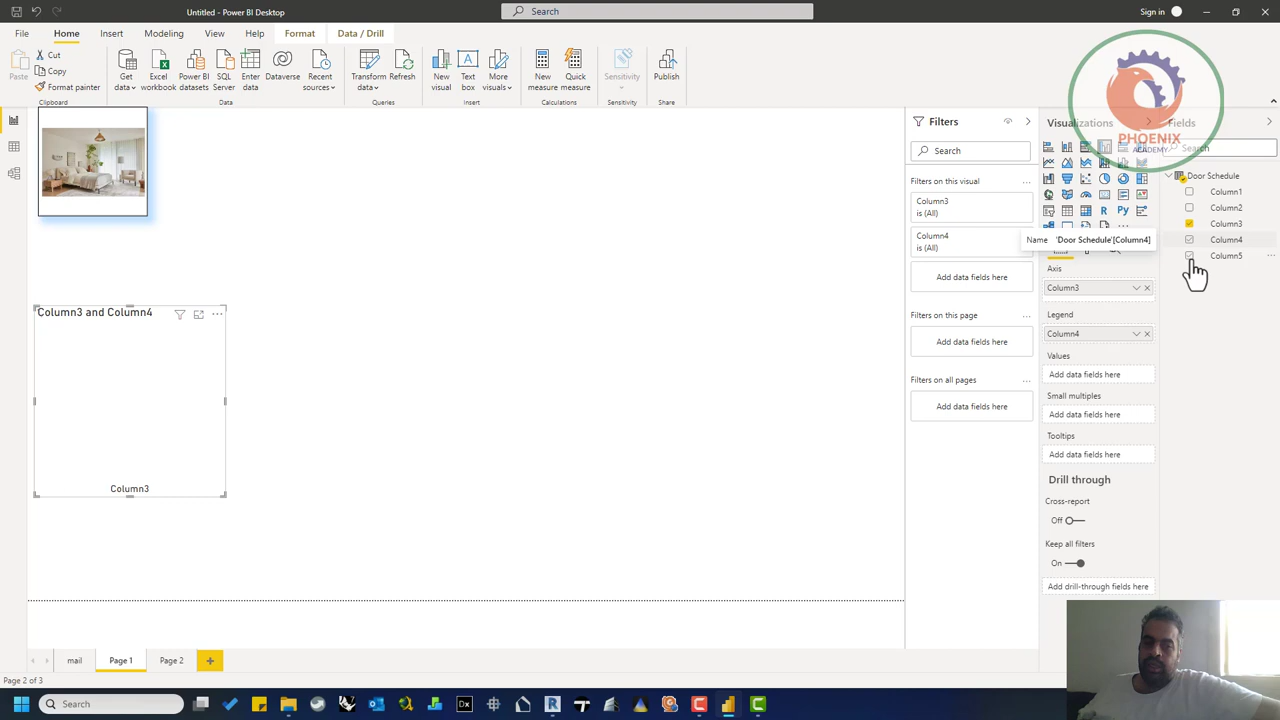 Untitled - Power BI Desktop
Search
Sign in
File
Home
Insert
Modeling
View
Help
Format
Data / Drill
Paste
Cut
Copy
Format painter
Clipboard
Get data
Excel workbook
Power BI datasets
SQL Server
Enter data
Dataverse
Recent sources
Data
Transform data
Refresh
Queries
New visual
Text box
More visuals
Insert
New measure
Quick measure
Calculations
Sensitivity
Sensitivity
Publish
Share
PHOENIX
ACADEMY
Column3 and Column4
Column3
Filters
Search
Filters on this visual
Column3
is (All)
Column4
is (All)
Add data fields here
Filters on this page
Add data fields here
Filters on all pages
Add data fields here
Visualizations
R
Py
Name 'Door Schedule'[Column4]
Axis
Column3
Legend
Column4
Values
Add data fields here
Small multiples
Add data fields here
Tooltips
Add data fields here
Drill through
Cross-report
Off
Keep all filters
On
Add drill-through fields here
Fields
Search
Door Schedule
Column1
Column2
Column3
Column4
Column5
mail
Page 1
Page 2
Page 2 of 3
Search